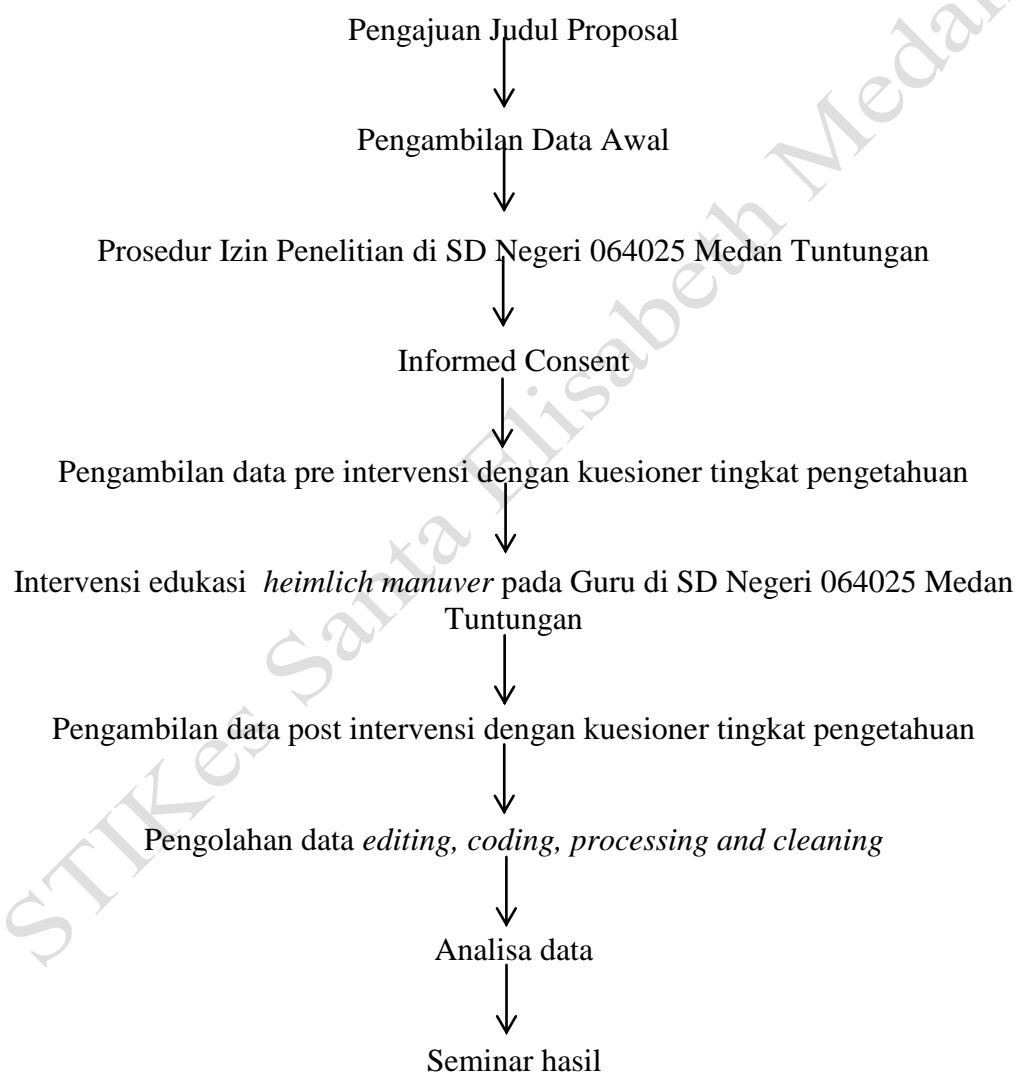 Pengajuan Judul Proposal
Pengambilan Data Awal
Prosedur Izin Penelitian di SD Negeri 064025 Medan Tuntungan
Informed Consent
Pengambilan data pre intervensi dengan kuesioner tingkat pengetahuan
Intervensi edukasi heimlich manuver pada Guru di SD Negeri 064025 Medan
Tuntungan
Pengambilan data post intervensi dengan kuesioner tingkat pengetahuan
Pengolahan data editing, coding, processing and cleaning
Analisa data
Seminar hasil
STIKes Santa Elisabeth Medan